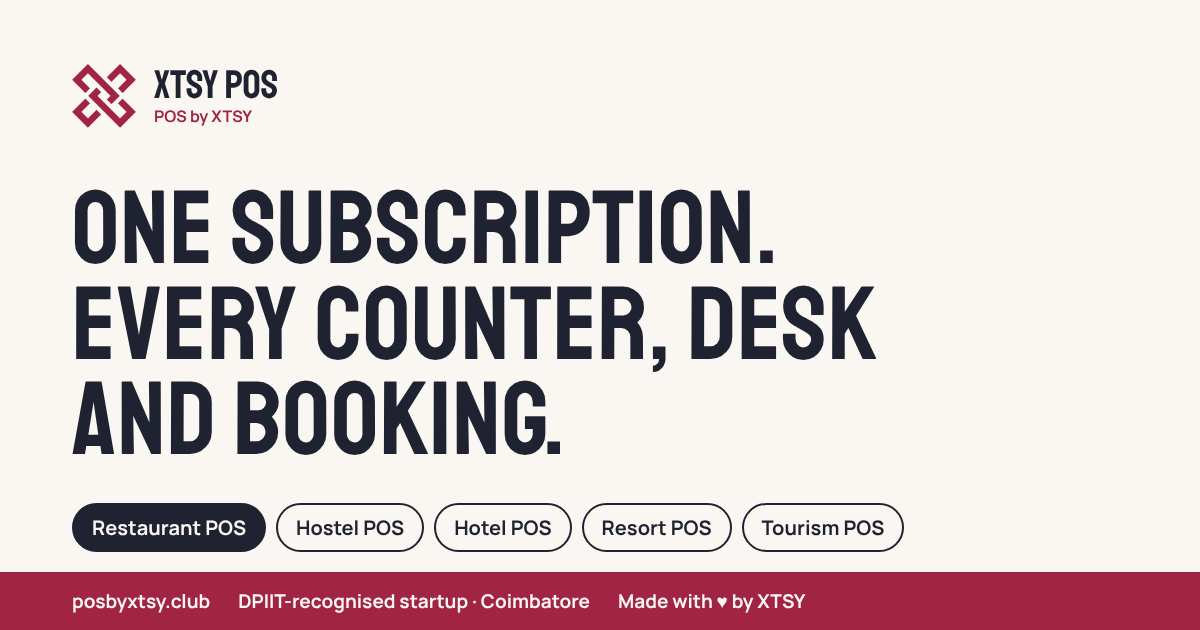 XTSY POS
POS by XTSY
ONE SUBSCRIPTION.
EVERY COUNTER, DESK
AND BOOKING.
Restaurant POS Hostel POS Hotel POS Resort POS Tourism POS
posbyxtsy.club DPIIT-recognised startup · Coimbatore Made with ♥ by XTSY